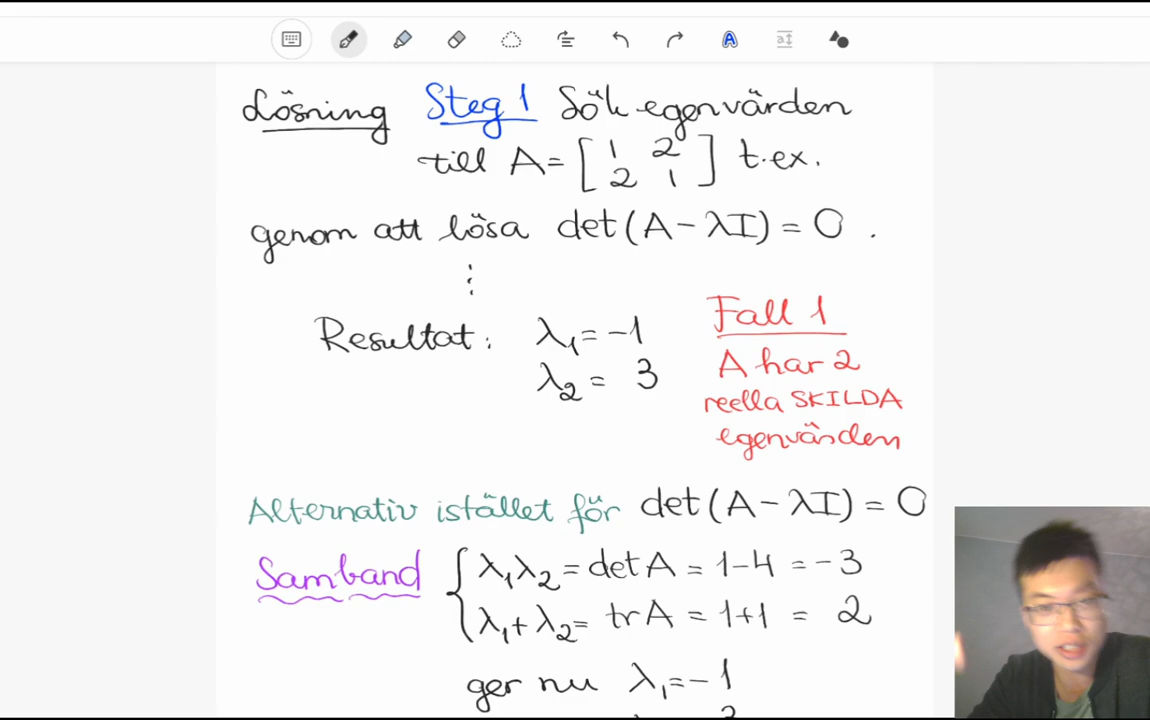 Lösning Steg 1 Sök egenvärden
till A = [1 2
2 1] t.ex.
genom att lösa det(A - λI) = 0 .
⋮
Resultat: λ₁ = -1
λ₂ = 3
Fall 1
A har 2
reella SKILDA
egenvärden
Alternativ istället för det(A - λI) = 0
Samband { λ₁λ₂ = det A = 1-4 = -3
λ₁+λ₂ = tr A = 1+1 = 2
ger nu λ₁ = -1